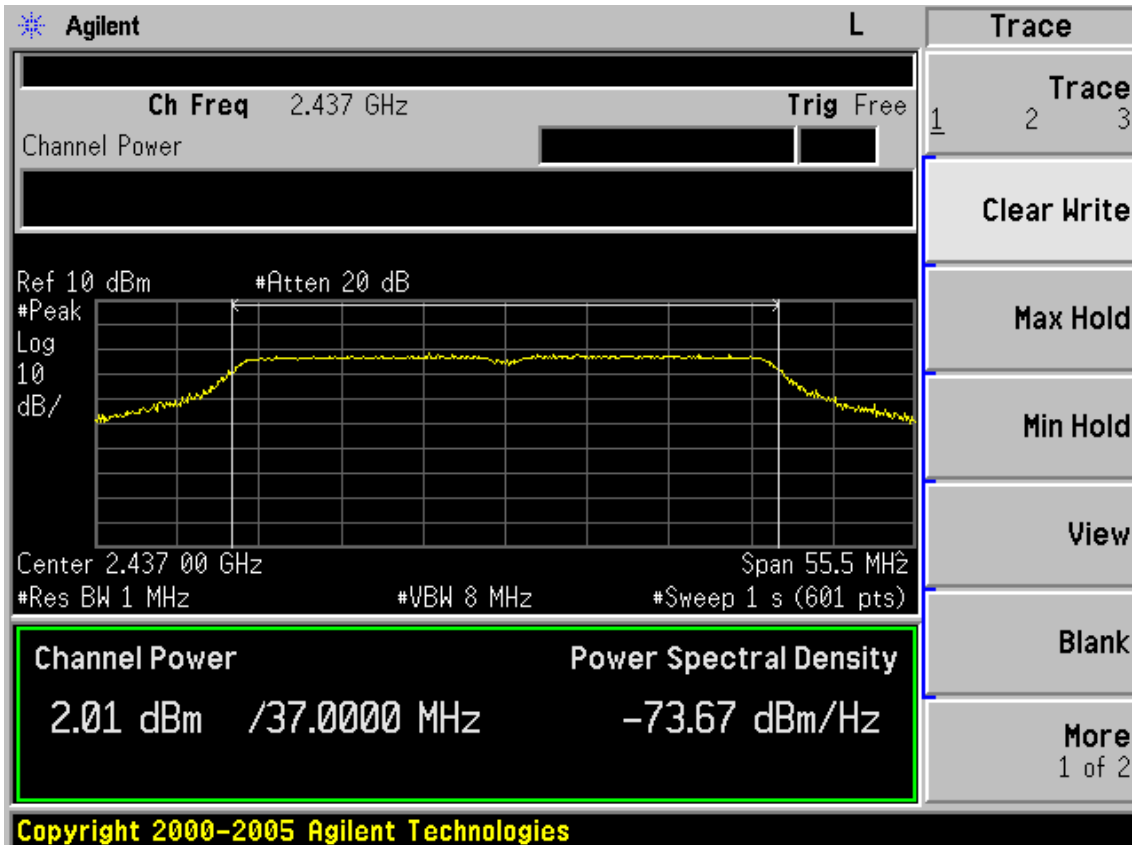 Agilent L Trace
Ch Freq 2.437 GHz Trig Free
Channel Power
Trace
1 2 3
Clear Write
Ref 10 dBm #Atten 20 dB
#Peak
Log
10
dB/
Max Hold
Min Hold
View
Center 2.437 00 GHz Span 55.5 MHz
#Res BW 1 MHz #VBW 8 MHz #Sweep 1 s (601 pts)
Blank
Channel Power Power Spectral Density
2.01 dBm /37.0000 MHz -73.67 dBm/Hz
More
1 of 2
Copyright 2000-2005 Agilent Technologies